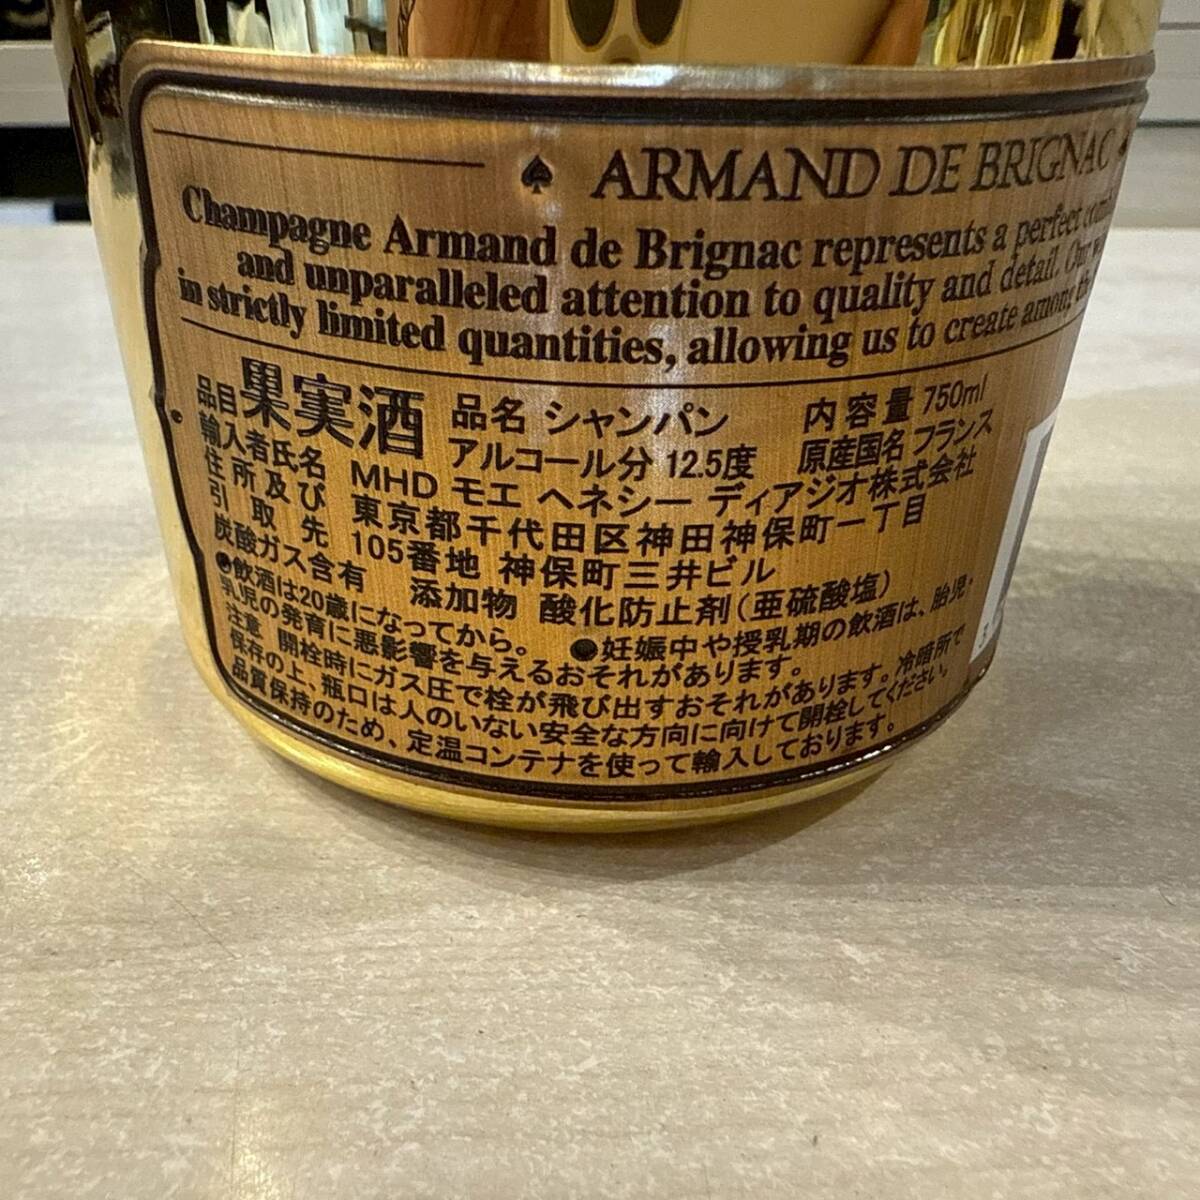 ARMAND DE BRIGNAC
Champagne Armand de Brignac represents a perfect
and unparalleled attention to quality and detail. Our
in strictly limited quantities, allowing us to create among
品目 果実酒 品名 シャンパン 内容量 750ml
アルコール分 12.5度 原産国名 フランス
輸入者氏名 MHD モエ ヘネシー ディアジオ株式会社
住所及び 東京都千代田区神田神保町一丁目
引取先 105番地 神保町三井ビル
炭酸ガス含有 添加物 酸化防止剤(亜硫酸塩)
●飲酒は20歳になってから。 ●妊娠中や授乳期の飲酒は、胎児・
乳児の発育に悪影響を与えるおそれがあります。
注意 開栓時にガス圧で栓が飛び出すおそれがあります。冷暗所で
保存の上、瓶口は人のいない安全な方向に向けて開栓してください。
品質保持のため、定温コンテナを使って輸入しております。